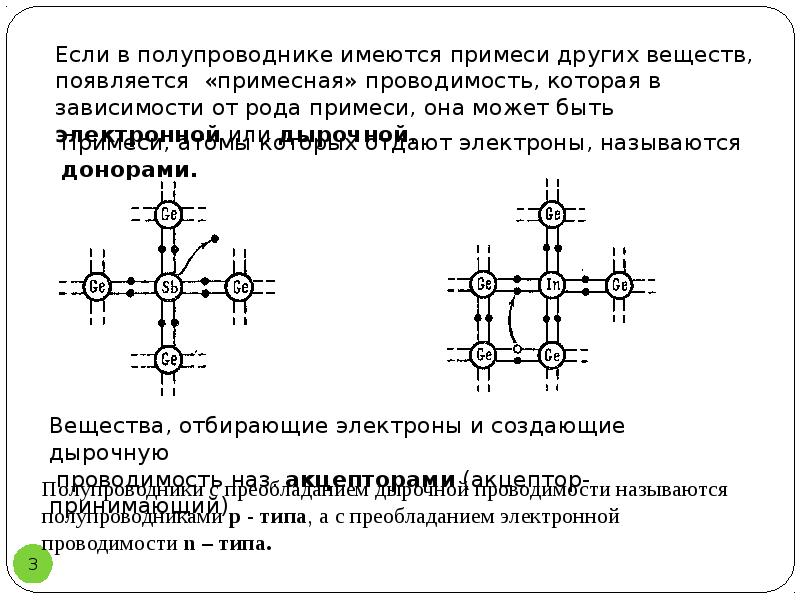 Если в полупроводнике имеются примеси других веществ,
появляется «примесная» проводимость, которая в
зависимости от рода примеси, она может быть
электронной или дырочной.
Примеси, атомы которых отдают электроны, называются
донорами.
Ge
Ge
Ge Sb Ge
Ge In Ge
Ge
Ge Ge
Вещества, отбирающие электроны и создающие
дырочную
проводимость наз. акцепторами (акцептор-
принимающий)
Полупроводники с преобладанием дырочной проводимости называются
полупроводниками p - типа, а с преобладанием электронной
проводимости n – типа.
3